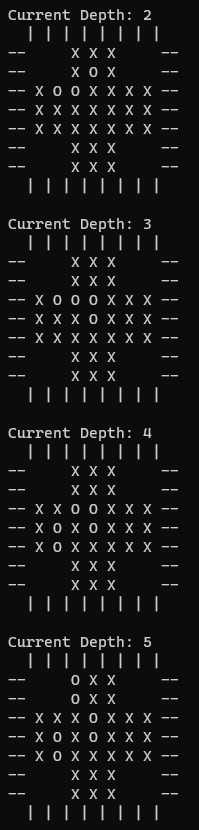 Current Depth: 2
  | | | | | | | |
--     X X X     --
--     X O X     --
-- X O O X X X X --
-- X X X X X X X --
-- X X X X X X X --
--     X X X     --
--     X X X     --
  | | | | | | | |

Current Depth: 3
  | | | | | | | |
--     X X X     --
--     X X X     --
-- X O O O X X X --
-- X X X O X X X --
-- X X X X X X X --
--     X X X     --
--     X X X     --
  | | | | | | | |

Current Depth: 4
  | | | | | | | |
--     X X X     --
--     X X X     --
-- X X O O X X X --
-- X O X O X X X --
-- X O X X X X X --
--     X X X     --
--     X X X     --
  | | | | | | | |

Current Depth: 5
  | | | | | | | |
--     O X X     --
--     O X X     --
-- X X X O X X X --
-- X O X O X X X --
-- X O X X X X X --
--     X X X     --
--     X X X     --
  | | | | | | | |